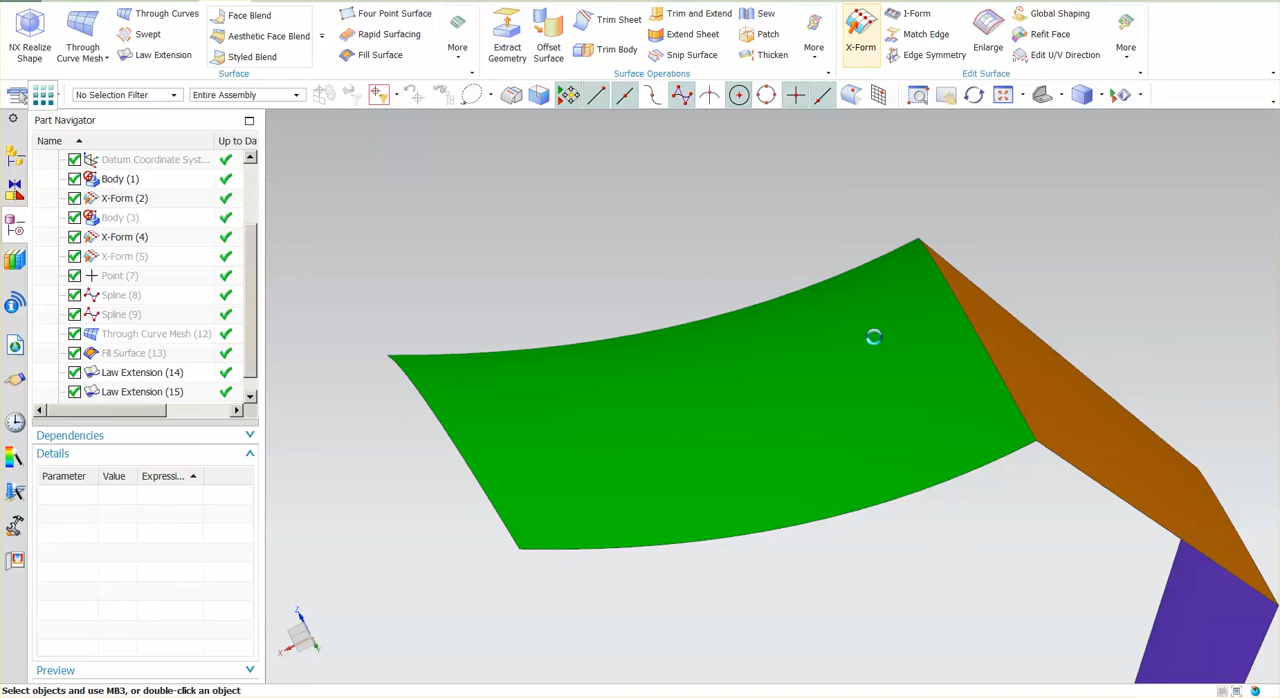 NX Realize
Shape
Through
Curve Mesh
Through Curves
Swept
Law Extension
Face Blend
Aesthetic Face Blend
Styled Blend
Four Point Surface
Rapid Surfacing
Fill Surface
More
Surface
Extract
Geometry
Offset
Surface
Trim Sheet
Trim Body
Trim and Extend
Extend Sheet
Snip Surface
Sew
Patch
Thicken
More
Surface Operations
X-Form
I-Form
Match Edge
Edge Symmetry
Enlarge
Global Shaping
Refit Face
Edit U/V Direction
More
Edit Surface
No Selection Filter
Entire Assembly
Part Navigator
Name
Up to Da
Datum Coordinate Syst...
Body (1)
X-Form (2)
Body (3)
X-Form (4)
X-Form (5)
Point (7)
Spline (8)
Spline (9)
Through Curve Mesh (12)
Fill Surface (13)
Law Extension (14)
Law Extension (15)
Dependencies
Details
Parameter
Value
Expressi...
Preview
Z
X
Y
Select objects and use MB3, or double-click an object